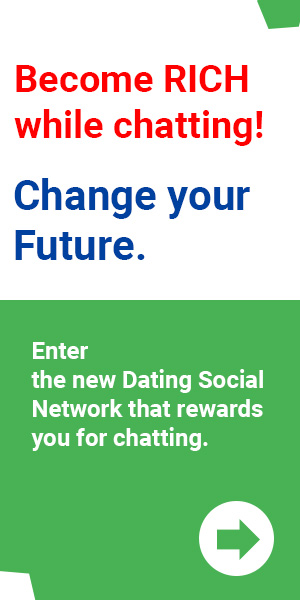 Become RICH
while chatting!
Change your
Future.
Enter
the new Dating Social
Network that rewards
you for chatting.